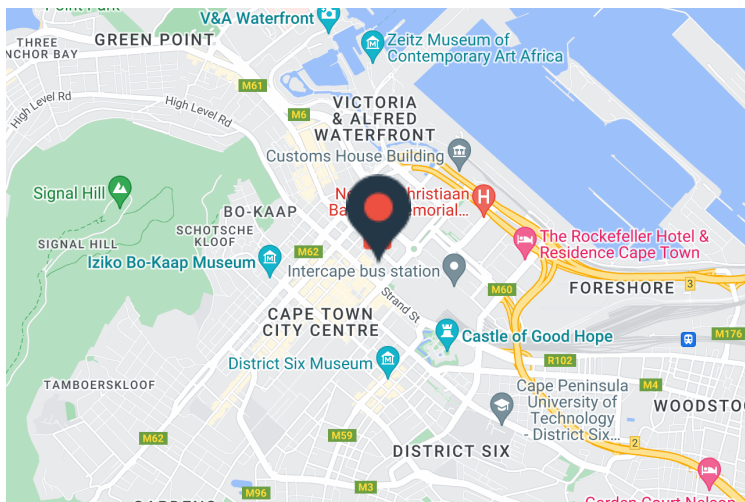 Point Park
V&A Waterfront
THREE
ANCHOR BAY
GREEN POINT
Zeitz Museum of
Contemporary Art Africa
M61
High Level Rd
High Level Rd
M6
VICTORIA
& ALFRED
WATERFRONT
Customs House Building
Signal Hill
Christiaan
Memorial...
H
BO-KAAP
SCHOTSCHE
KLOOF
SIGNAL HILL
M62
Iziko Bo-Kaap Museum
The Rockefeller Hotel &
Residence Cape Town
Intercape bus station
M60
3
FORESHORE
Strand St
CAPE TOWN
CITY CENTRE
Castle of Good Hope
M176
District Six Museum
R102
TAMBOERSKLOOF
Cape Peninsula
University of
Technology
- District Six...
M4
WOODSTO
M62
M59
DISTRICT SIX
2
M3
M96